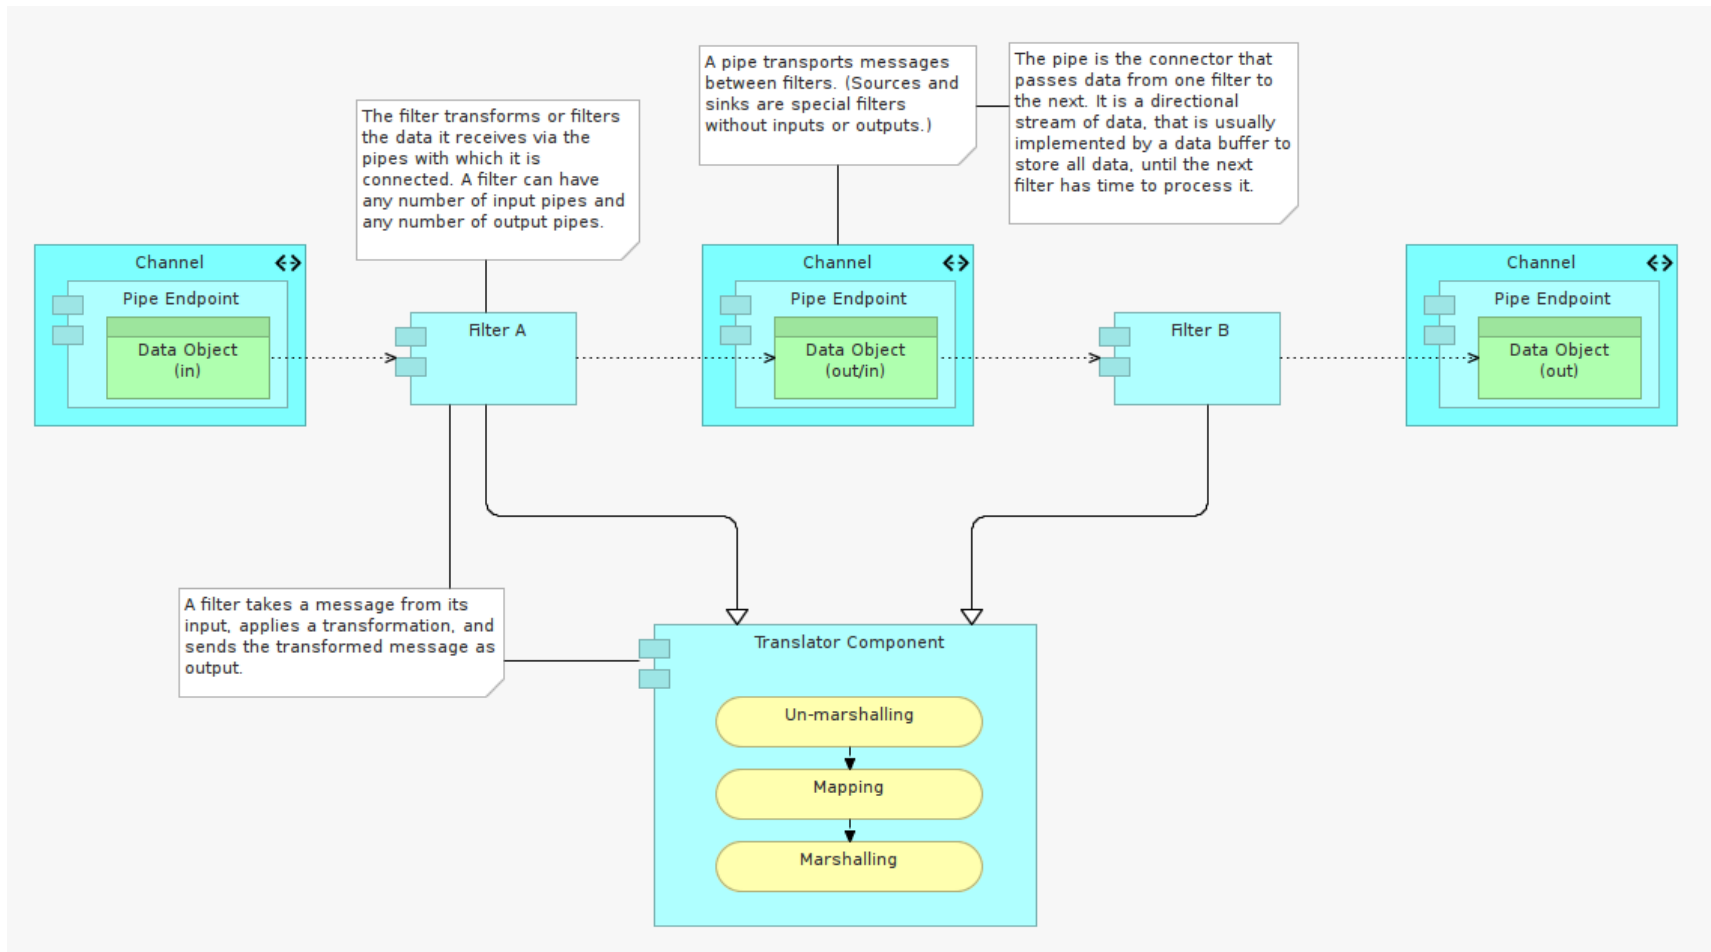 A pipe transports messages
between filters. (Sources and
sinks are special filters
without inputs or outputs.)
The pipe is the connector that
passes data from one filter to
the next. It is a directional
stream of data, that is usually
implemented by a data buffer to
store all data, until the next
filter has time to process it.
The filter transforms or filters
the data it receives via the
pipes with which it is
connected. A filter can have
any number of input pipes and
any number of output pipes.
Channel
Pipe Endpoint
Data Object
(in)
Filter A
Channel
Pipe Endpoint
Data Object
(out/in)
Filter B
Channel
Pipe Endpoint
Data Object
(out)
A filter takes a message from its
input, applies a transformation, and
sends the transformed message as
output.
Translator Component
Un-marshalling
Mapping
Marshalling